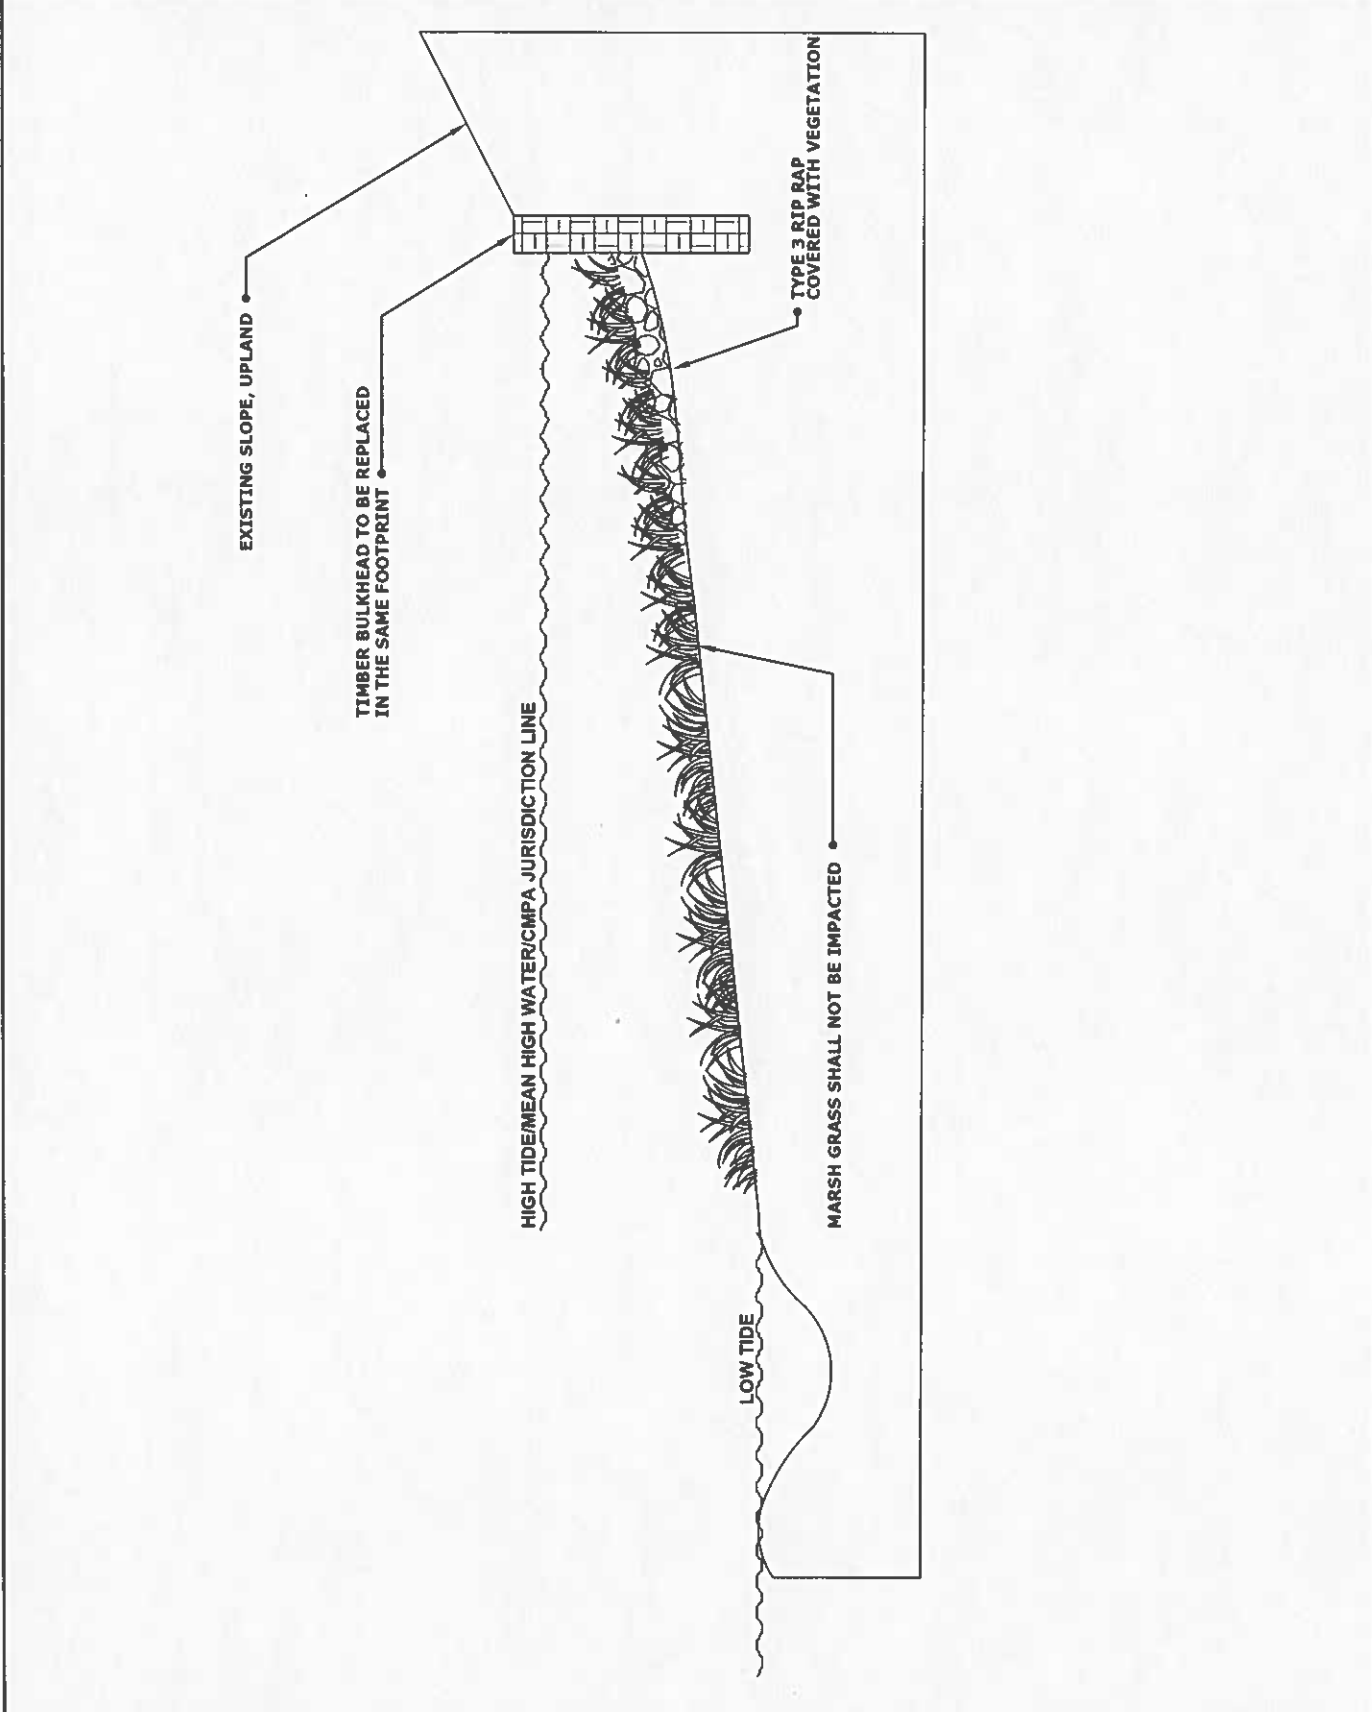 EXISTING SLOPE, UPLAND
TIMBER BULKHEAD TO BE REPLACED
IN THE SAME FOOTPRINT
HIGH TIDE/MEAN HIGH WATER/CMPA JURISDICTION LINE
LOW TIDE
TYPE 3 RIP RAP
COVERED WITH VEGETATION
MARSH GRASS SHALL NOT BE IMPACTED